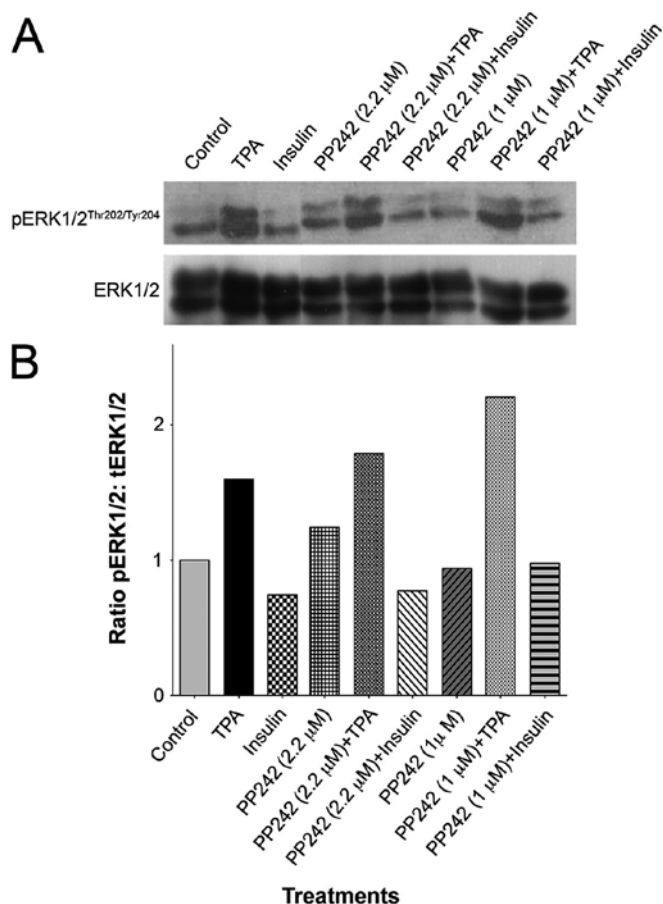 A
Control
TPA
Insulin
PP242 (2.2 μM)
PP242 (2.2 μM)+TPA
PP242 (2.2 μM)+Insulin
PP242 (1 μM)
PP242 (1 μM)+TPA
PP242 (1 μM)+Insulin
pERK1/2Thr202/Tyr204
ERK1/2
B
Ratio pERK1/2: tERK1/2
2
1
0
Control
TPA
Insulin
PP242 (2.2 μM)
PP242 (2.2 μM)+TPA
PP242 (2.2 μM)+Insulin
PP242 (1μ M)
PP242 (1 μM)+TPA
PP242 (1 μM)+Insulin
Treatments